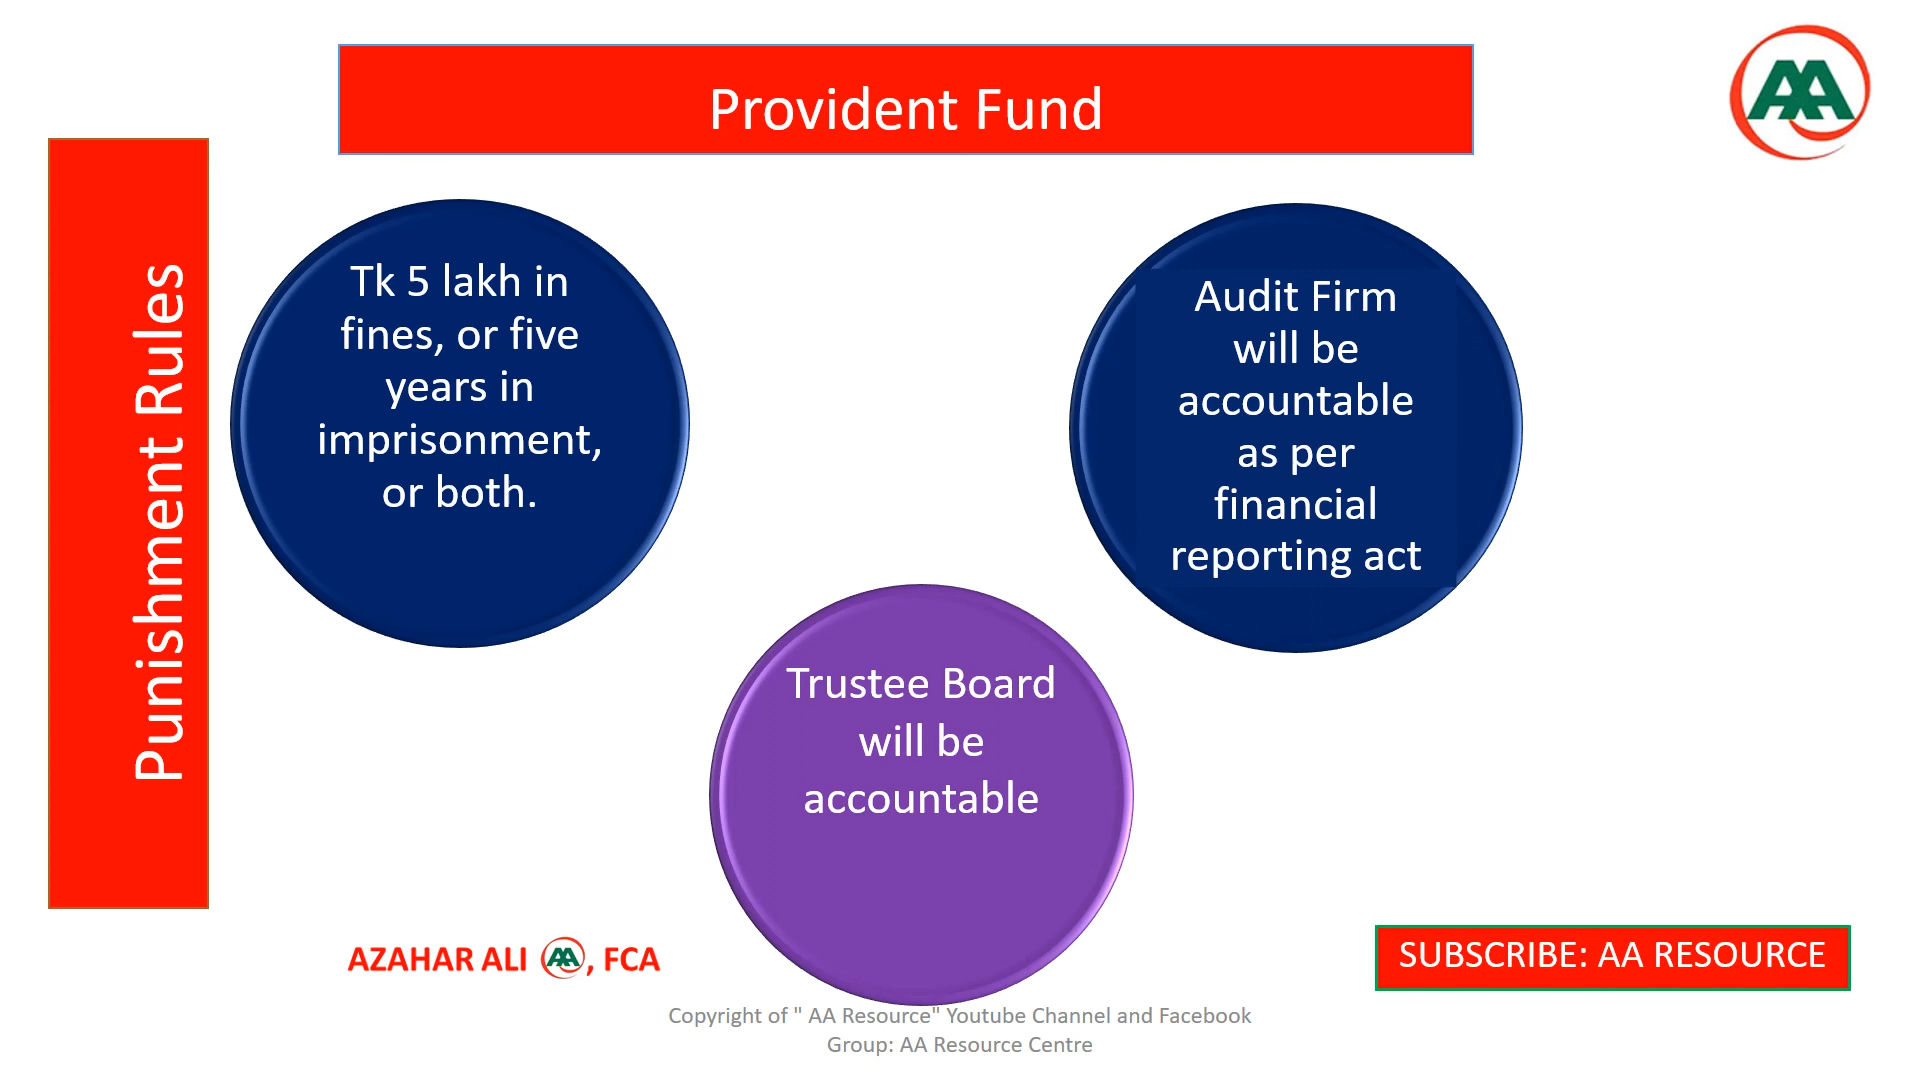 Provident Fund
AA
Punishment Rules
Tk 5 lakh in
fines, or five
years in
imprisonment,
or both.
Audit Firm
will be
accountable
as per
financial
reporting act
Trustee Board
will be
accountable
AZAHAR ALI AA, FCA
SUBSCRIBE: AA RESOURCE
Copyright of " AA Resource" Youtube Channel and Facebook
Group: AA Resource Centre